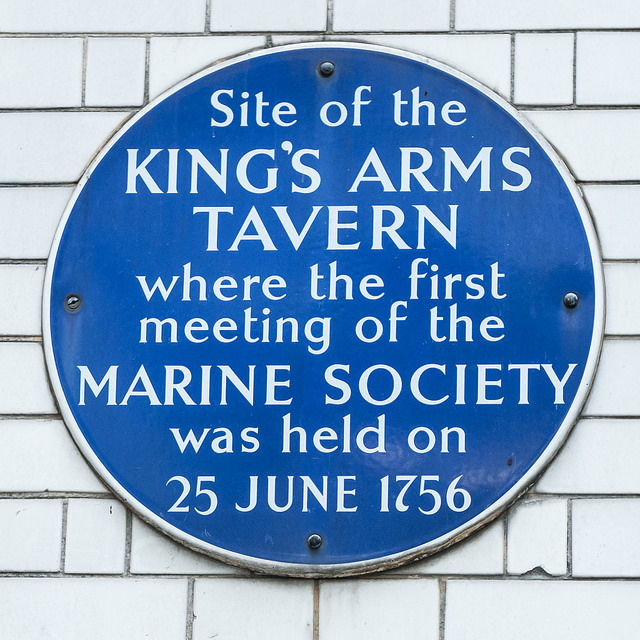 Site of the
KING'S ARMS
TAVERN
where the first
meeting of the
MARINE SOCIETY
was held on
25 JUNE 1756